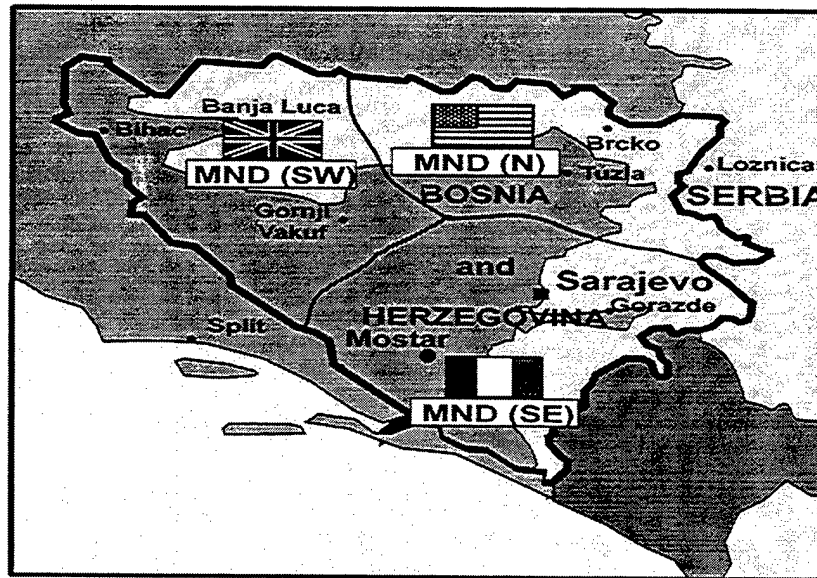 Banja Luca
Bihac
MND (SW)
MND (N)
Brcko
Tuzla
Loznica
BOSNIA
SERBIA
Gornji
Vakuf
and
Sarajevo
Gorazde
HERZEGOVINA
Split
Mostar
MND (SE)